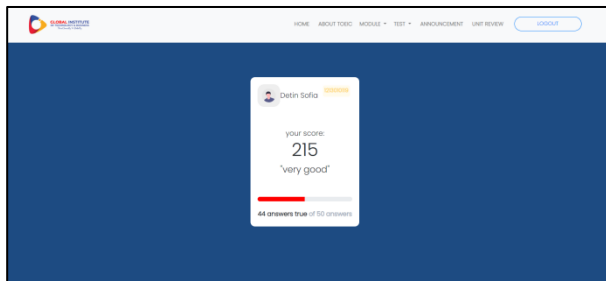 GLOBAL INSTITUTE
HOME ABOUT TOEIC MODULE TEST ANNOUNCEMENT UNIT REVIEW LOGOUT
Detin Sofia
your score:
215
"very good"
44 answers true of 50 answers